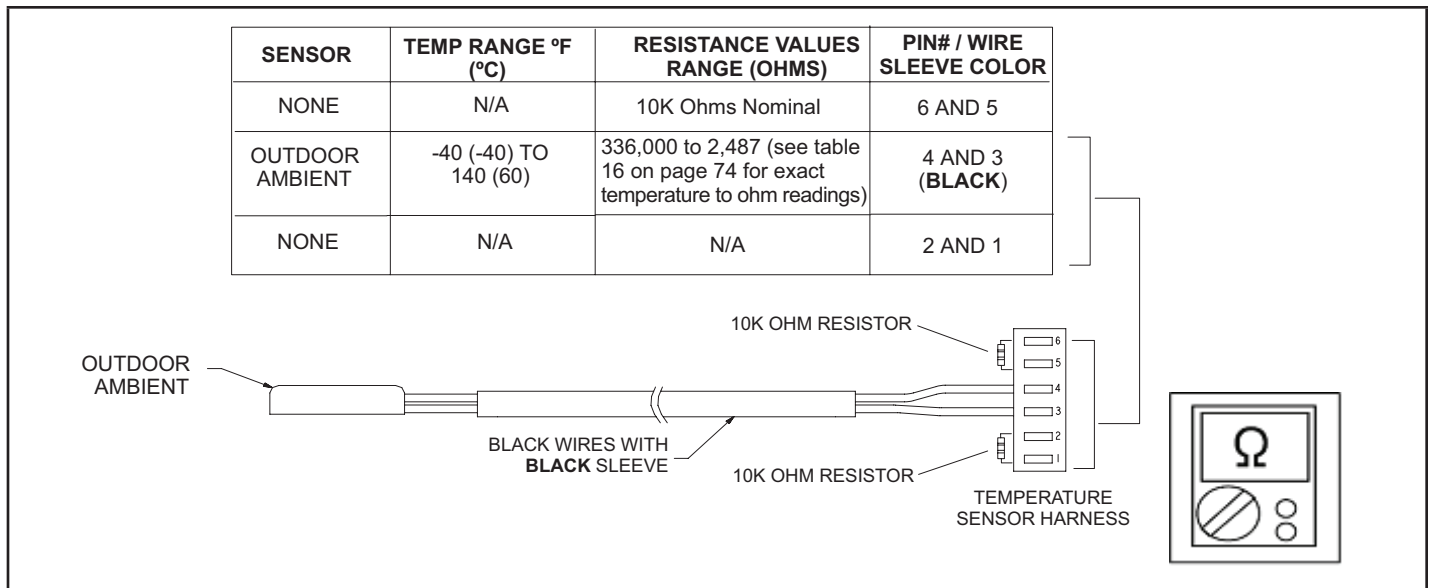 SENSOR
TEMP RANGE ºF
(ºC)
RESISTANCE VALUES
RANGE (OHMS)
PIN# / WIRE
SLEEVE COLOR
NONE
N/A
10K Ohms Nominal
6 AND 5
OUTDOOR
AMBIENT
-40 (-40) TO
140 (60)
336,000 to 2,487 (see table
16 on page 74 for exact
temperature to ohm readings)
4 AND 3
(BLACK)
NONE
N/A
N/A
2 AND 1
10K OHM RESISTOR
OUTDOOR
AMBIENT
6
5
4
3
2
1
BLACK WIRES WITH
BLACK SLEEVE
10K OHM RESISTOR
TEMPERATURE
SENSOR HARNESS
Ω